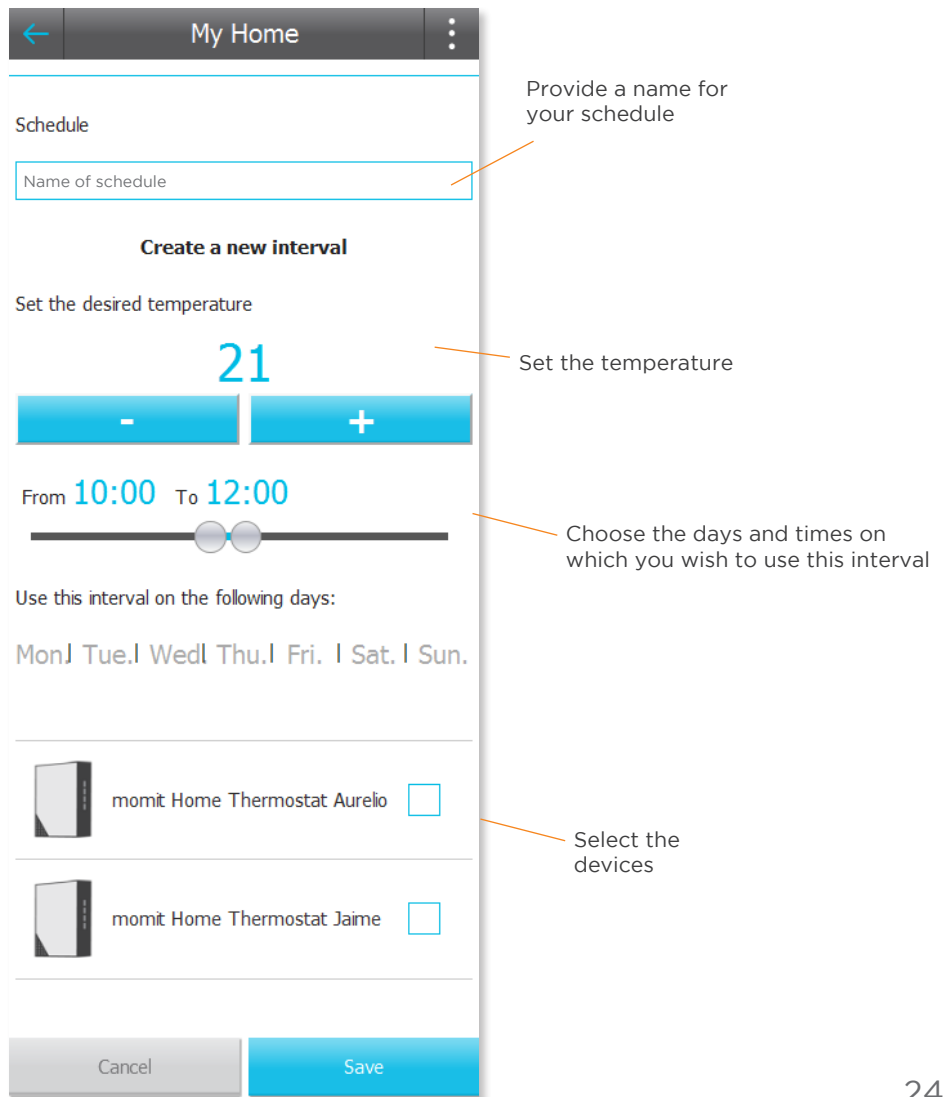 My Home
Provide a name for
your schedule
Schedule
Name of schedule
Create a new interval
Set the desired temperature
21
Set the temperature
- +
From 10:00 To 12:00
Choose the days and times on
which you wish to use this interval
Use this interval on the following days:
Mon.| Tue.| Wed.| Thu.| Fri. | Sat. | Sun.
momit Home Thermostat Aurelio
Select the
devices
momit Home Thermostat Jaime
Cancel Save
24